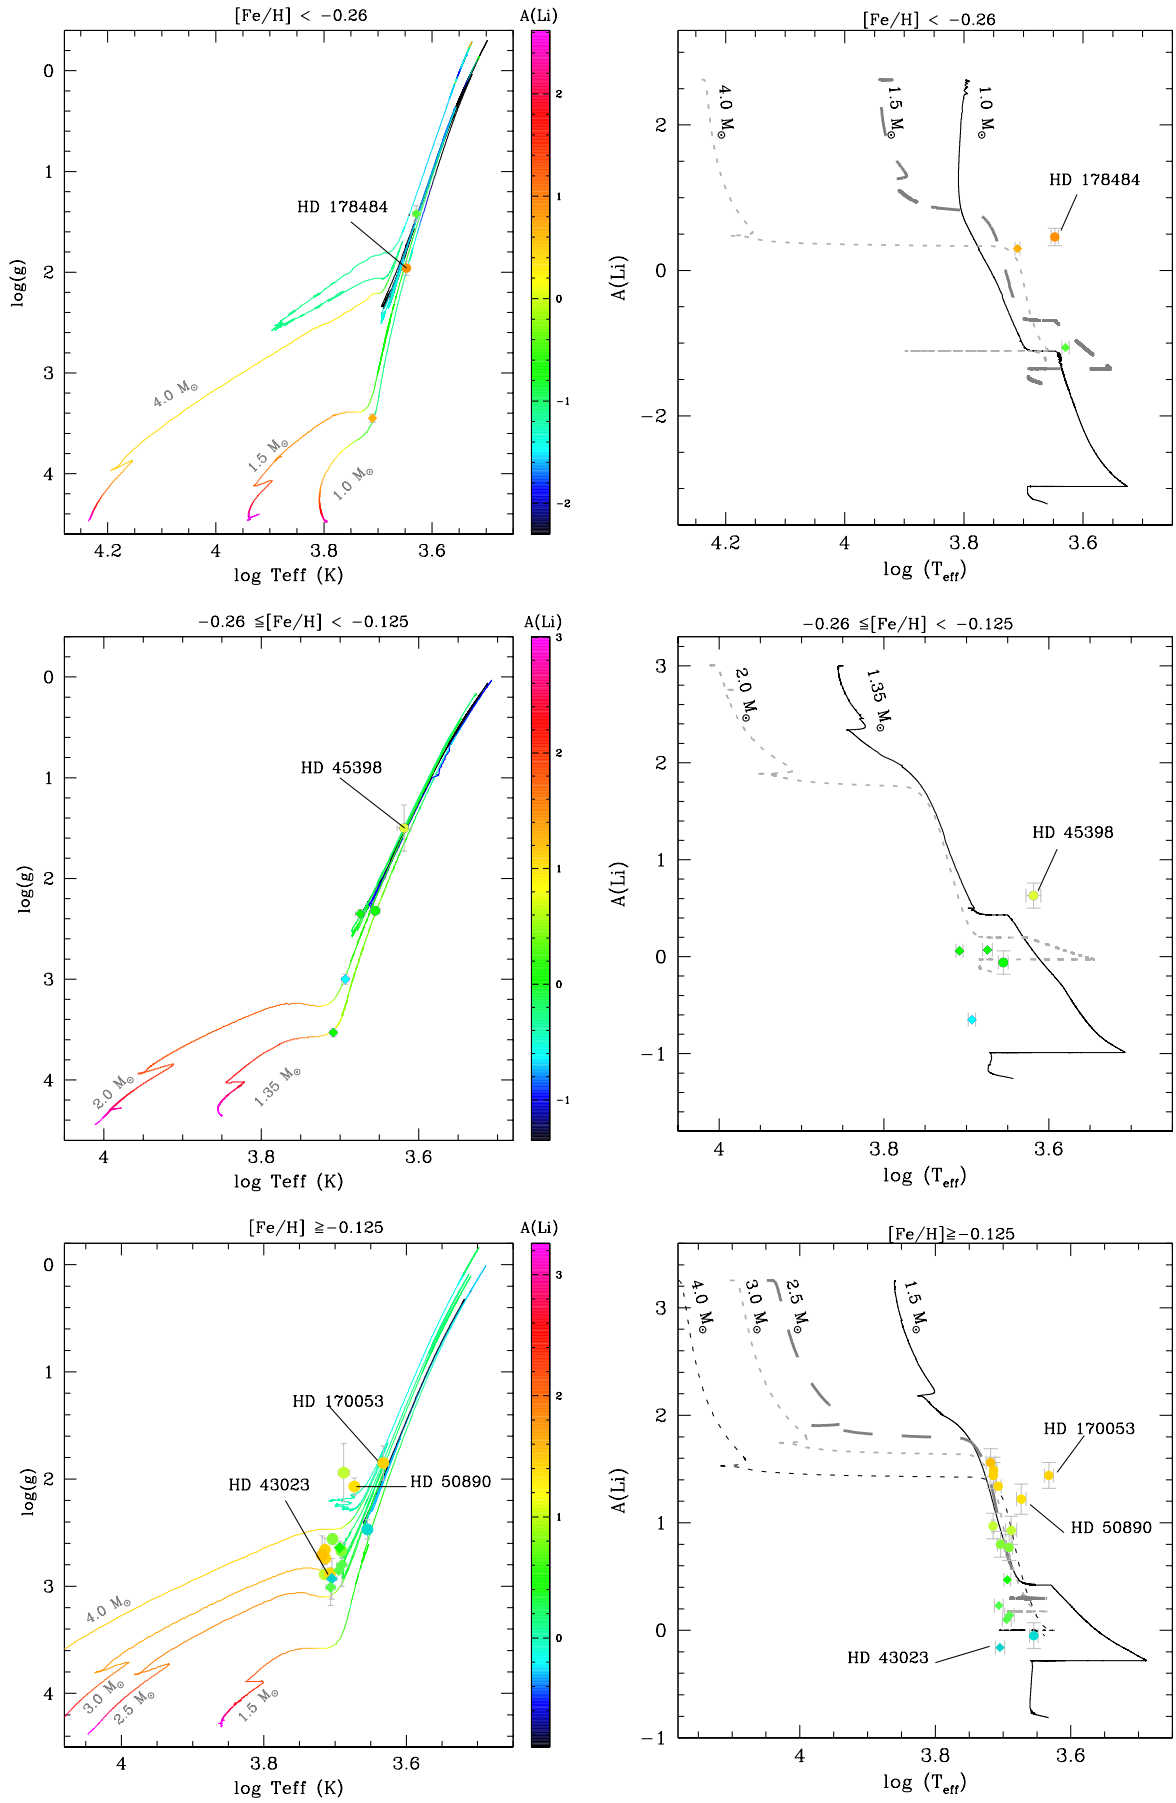 [Fe/H] < −0.26
A(Li)
0
1
2
3
4
log(g)
HD 178484
4.0 M⊙
1.5 M⊙
1.0 M⊙
4.2
4
3.8
3.6
log Teff (K)
2
1
0
-1
-2
[Fe/H] < −0.26
2
0
−2
A(Li)
4.0 M⊙
1.5 M⊙
1.0 M⊙
HD 178484
4.2
4
3.8
3.6
log (Teff)
−0.26 ≦[Fe/H] < −0.125
A(Li)
0
1
2
3
4
log(g)
HD 45398
2.0 M⊙
1.35 M⊙
4
3.8
3.6
log Teff (K)
3
2
1
0
-1
−0.26 ≦[Fe/H] < −0.125
3
2
1
0
−1
A(Li)
2.0 M⊙
1.35 M⊙
HD 45398
4
3.8
3.6
log (Teff)
[Fe/H] ≧−0.125
A(Li)
0
1
2
3
4
log(g)
HD 170053
HD 43023
HD 50890
4.0 M⊙
3.0 M⊙
2.5 M⊙
1.5 M⊙
4
3.8
3.6
log Teff (K)
3
2
1
0
[Fe/H]≧−0.125
3
2
1
0
−1
A(Li)
4.0 M⊙
3.0 M⊙
2.5 M⊙
1.5 M⊙
HD 170053
HD 50890
HD 43023
4
3.8
3.6
log (Teff)